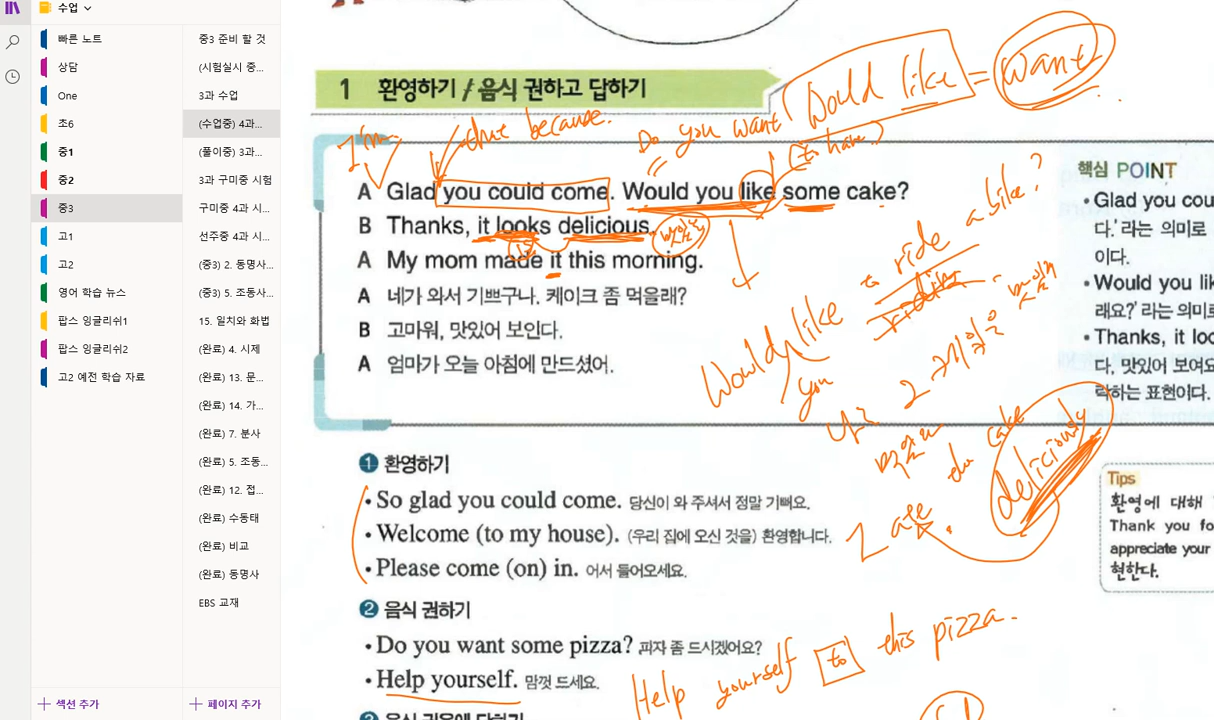 수업
빠른 노트
상담
One
초6
중1
중2
중3
고1
고2
영어 학습 뉴스
팝스 잉글리쉬1
팝스 잉글리쉬2
고2 예전 학습 자료
섹션 추가
중3 준비 할 것
(시험실시 중...
3과 수업
(수업중) 4과...
(풀이중) 3과...
3과 구미중 시험
구미중 4과 시...
선주중 4과 시...
(중3) 2. 동명사...
(중3) 5. 조동사...
15. 일치와 화법
(완료) 4. 시제
(완료) 13. 문...
(완료) 14. 가...
(완료) 7. 분사
(완료) 5. 조동...
(완료) 12. 접...
(완료) 수동태
(완료) 비교
(완료) 동명사
EBS 교재
페이지 추가
1 환영하기 / 음식 권하고 답하기
Would like = want
I'm
that because.
Do you want
(to have)
A Glad you could come. Would you like some cake?
B Thanks, it looks delicious.
A My mom made it this morning.
A 네가 와서 기쁘구나. 케이크 좀 먹을래?
B 고마워, 맛있어 보인다.
A 엄마가 오늘 아침에 만드셨어.
Would like to ride a bike?
you
I ate the cake deliciously
핵심 POINT
• Glad you cou
다.’라는 의미로
이다.
• Would you lik
래요?’라는 의미로
• Thanks, it loo
다, 맛있어 보여요
락하는 표현이다.
1 환영하기
• So glad you could come. 당신이 와 주셔서 정말 기뻐요.
• Welcome (to my house). (우리 집에 오신 것을) 환영합니다.
• Please come (on) in. 어서 들어오세요.
Tips
환영에 대해
Thank you fo
appreciate your
현한다.
2 음식 권하기
• Do you want some pizza? 피자 좀 드시겠어요?
• Help yourself. 맘껏 드세요.
Help yourself to this pizza.